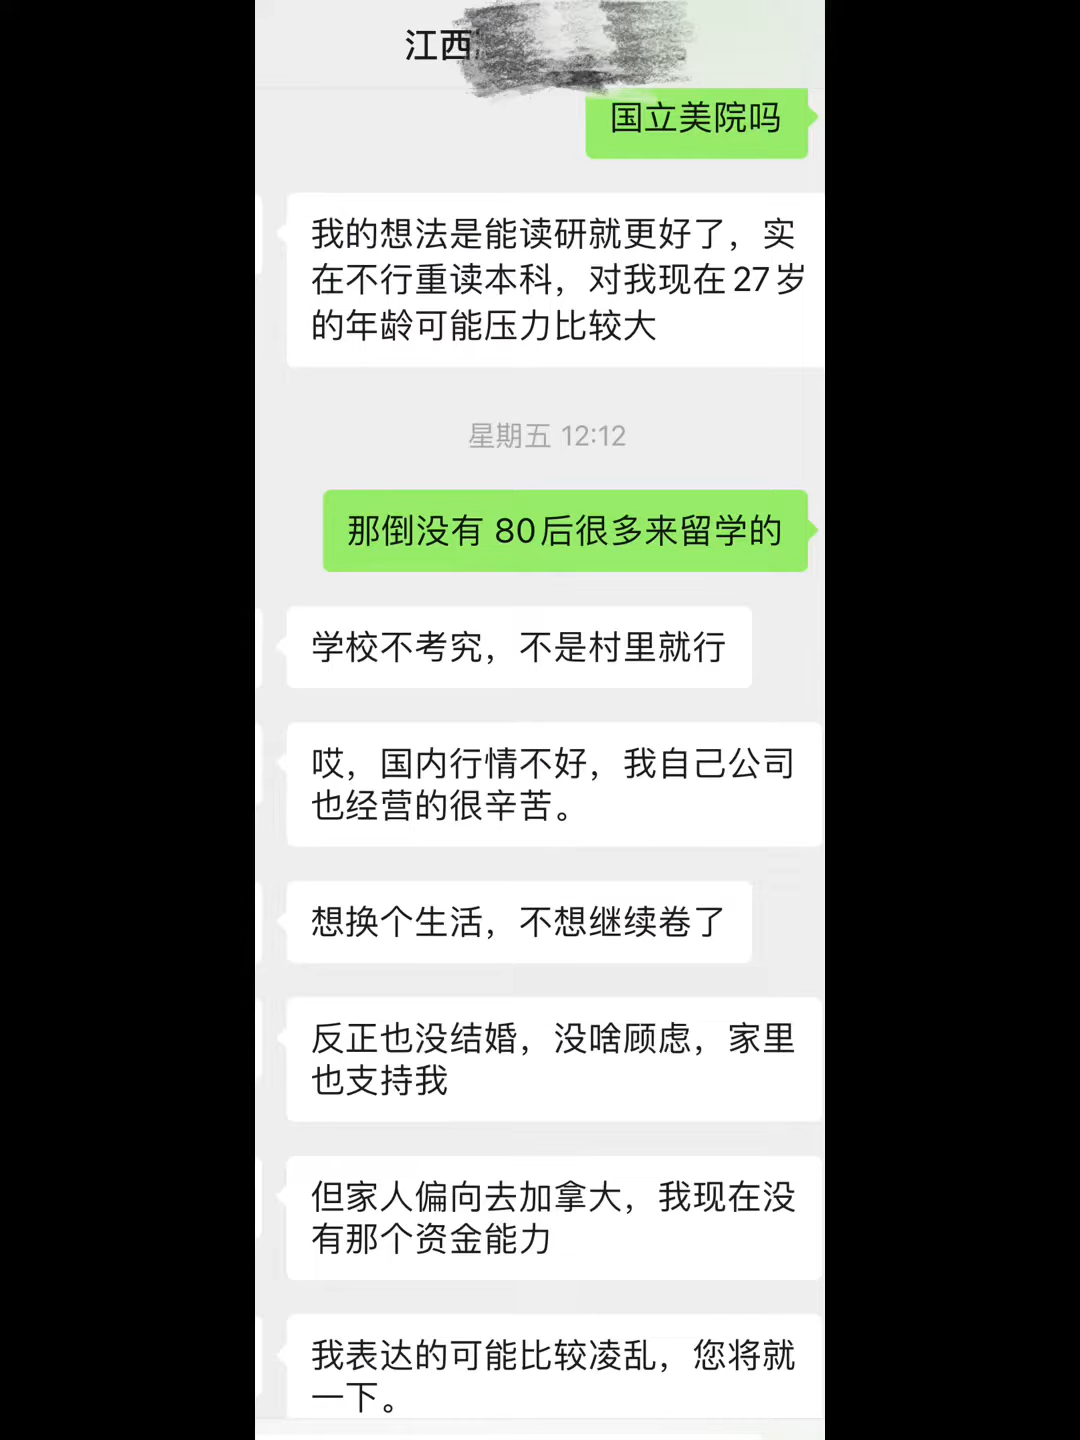 江西
国立美院吗
我的想法是能读研就更好了，实
在不行重读本科，对我现在27岁
的年龄可能压力比较大
星期五 12:12
那倒没有 80后很多来留学的
学校不考究，不是村里就行
哎，国内行情不好，我自己公司
也经营的很辛苦。
想换个生活，不想继续卷了
反正也没结婚，没啥顾虑，家里
也支持我
但家人偏向去加拿大，我现在没
有那个资金能力
我表达的可能比较凌乱，您将就
一下。